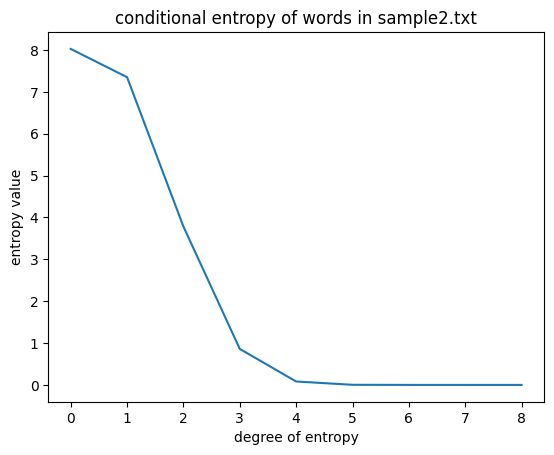 conditional entropy of words in sample2.txt
8
7
6
5
4
3
2
1
0
entropy value
0 1 2 3 4 5 6 7 8
degree of entropy